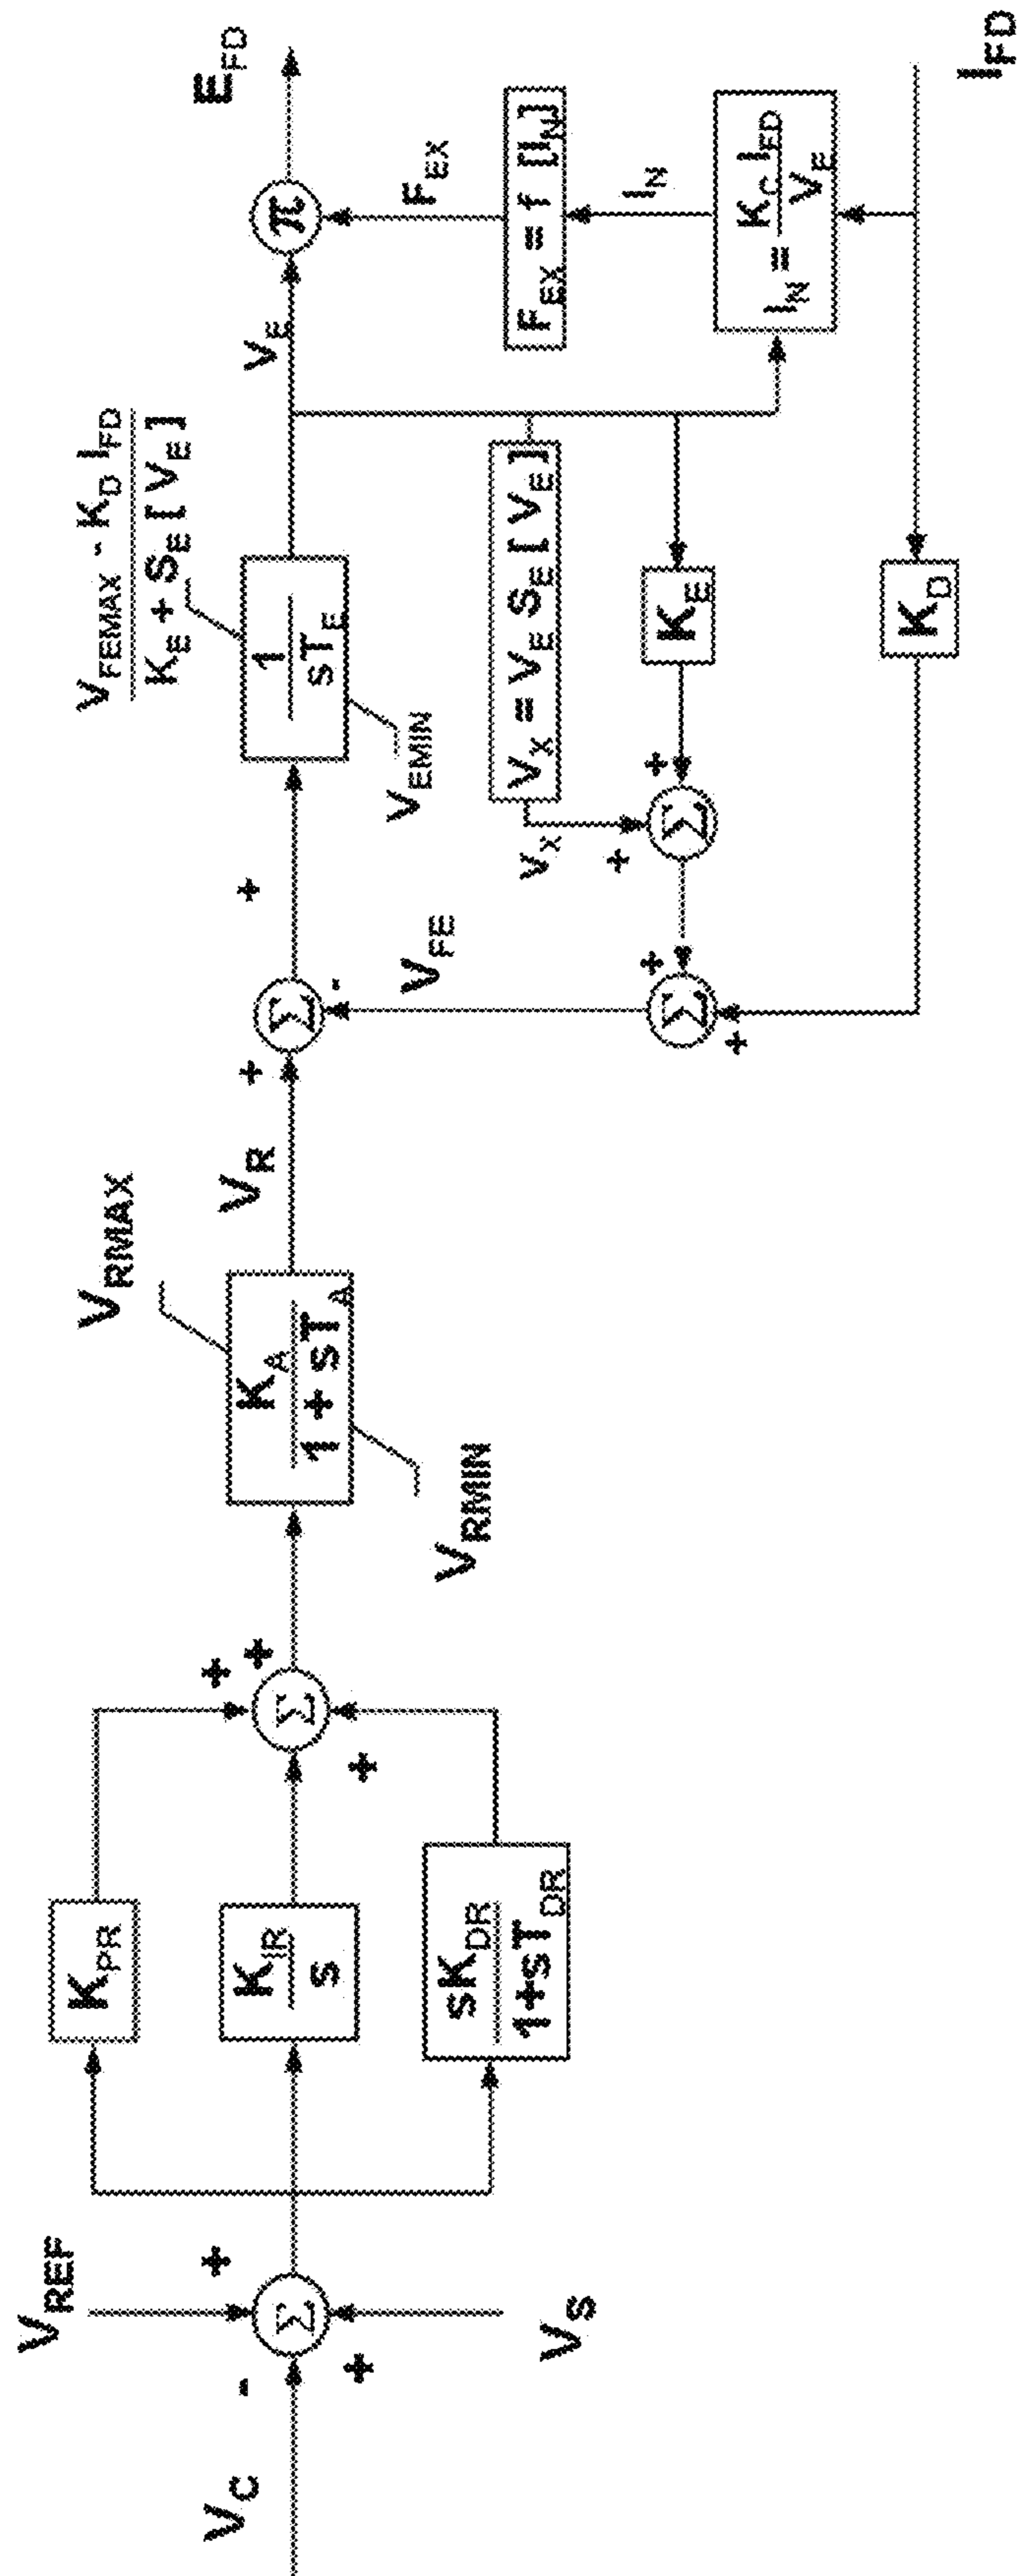 V_REF
V_C
-
+
Σ
+
V_S
K_PR
K_IR
s
sK_DR
1+sT_DR
+
+
Σ
+
V_RMAX
K_A
1 + sT_A
V_RMIN
V_R
+
Σ
-
+
V_FE
V_FEMAX - K_D I_FD
K_E + S_E [ V_E ]
1
sT_E
V_EMIN
V_E
π
E_FD
F_EX
F_EX = f [I_N]
I_N
I_N = K_C I_FD
V_E
V_X = V_E S_E [ V_E ]
V_X
+
Σ
+
K_E
+
Σ
+
K_D
I_FD